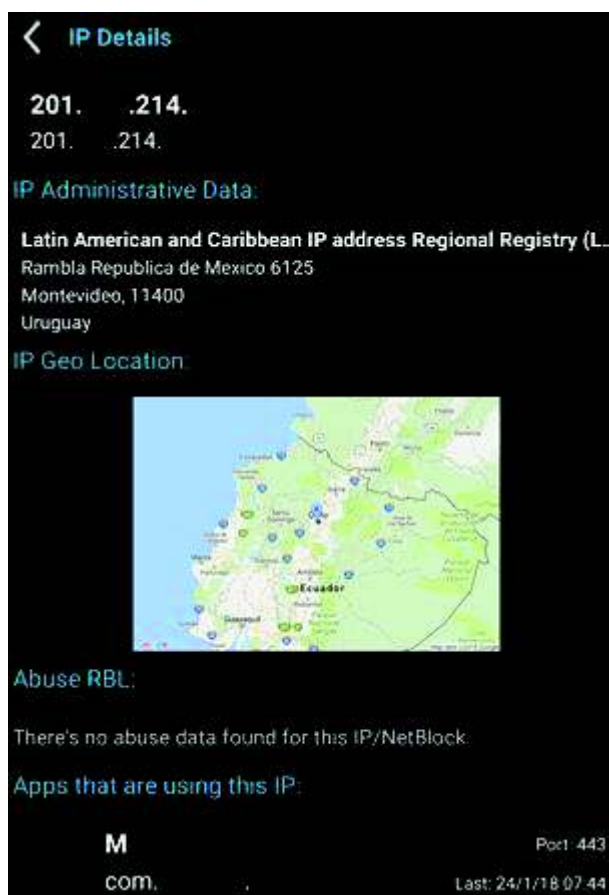 IP Details
201. .214.
201. .214.
IP Administrative Data:
Latin American and Caribbean IP address Regional Registry (L..
Rambla Republica de Mexico 6125
Montevideo, 11400
Uruguay
IP Geo Location:
Ecuador
Guayaquil
Abuse RBL:
There's no abuse data found for this IP/NetBlock.
Apps that are using this IP:
M
Port: 443
com. .
Last: 24/1/18 07:44